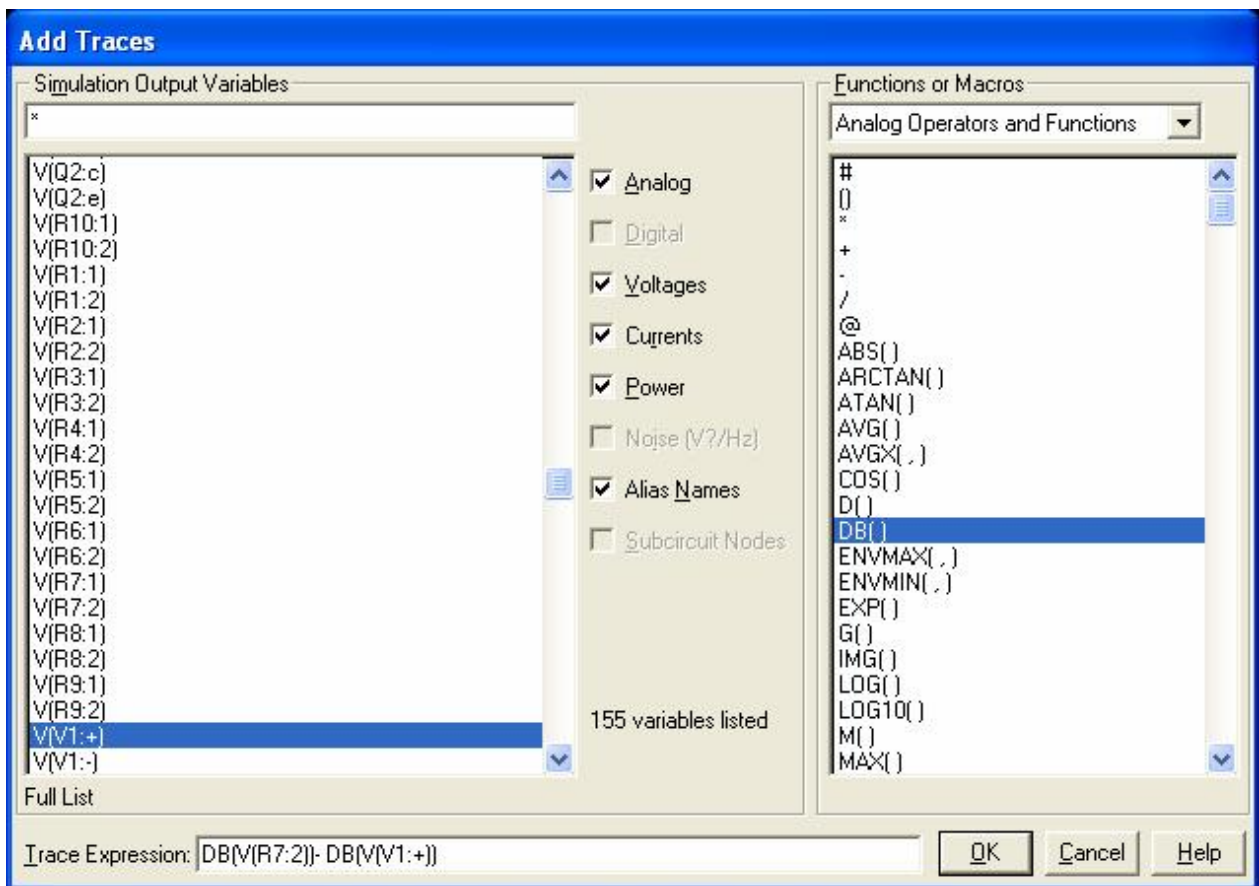 Add Traces
Simulation Output Variables
*
V(Q2:c)
V(Q2:e)
V(R10:1)
V(R10:2)
V(R1:1)
V(R1:2)
V(R2:1)
V(R2:2)
V(R3:1)
V(R3:2)
V(R4:1)
V(R4:2)
V(R5:1)
V(R5:2)
V(R6:1)
V(R6:2)
V(R7:1)
V(R7:2)
V(R8:1)
V(R8:2)
V(R9:1)
V(R9:2)
V(V1:+)
V(V1:-)
Full List
Analog
Digital
Voltages
Currents
Power
Noise (V?/Hz)
Alias Names
Subcircuit Nodes
155 variables listed
Functions or Macros
Analog Operators and Functions
#
()
*
+
-
/
@
ABS( )
ARCTAN( )
ATAN( )
AVG( )
AVGX( , )
COS( )
D( )
DB( )
ENVMAX( , )
ENVMIN( , )
EXP( )
G( )
IMG( )
LOG( )
LOG10( )
M( )
MAX( )
Trace Expression: DB(V(R7:2))- DB(V(V1:+))
OK Cancel Help